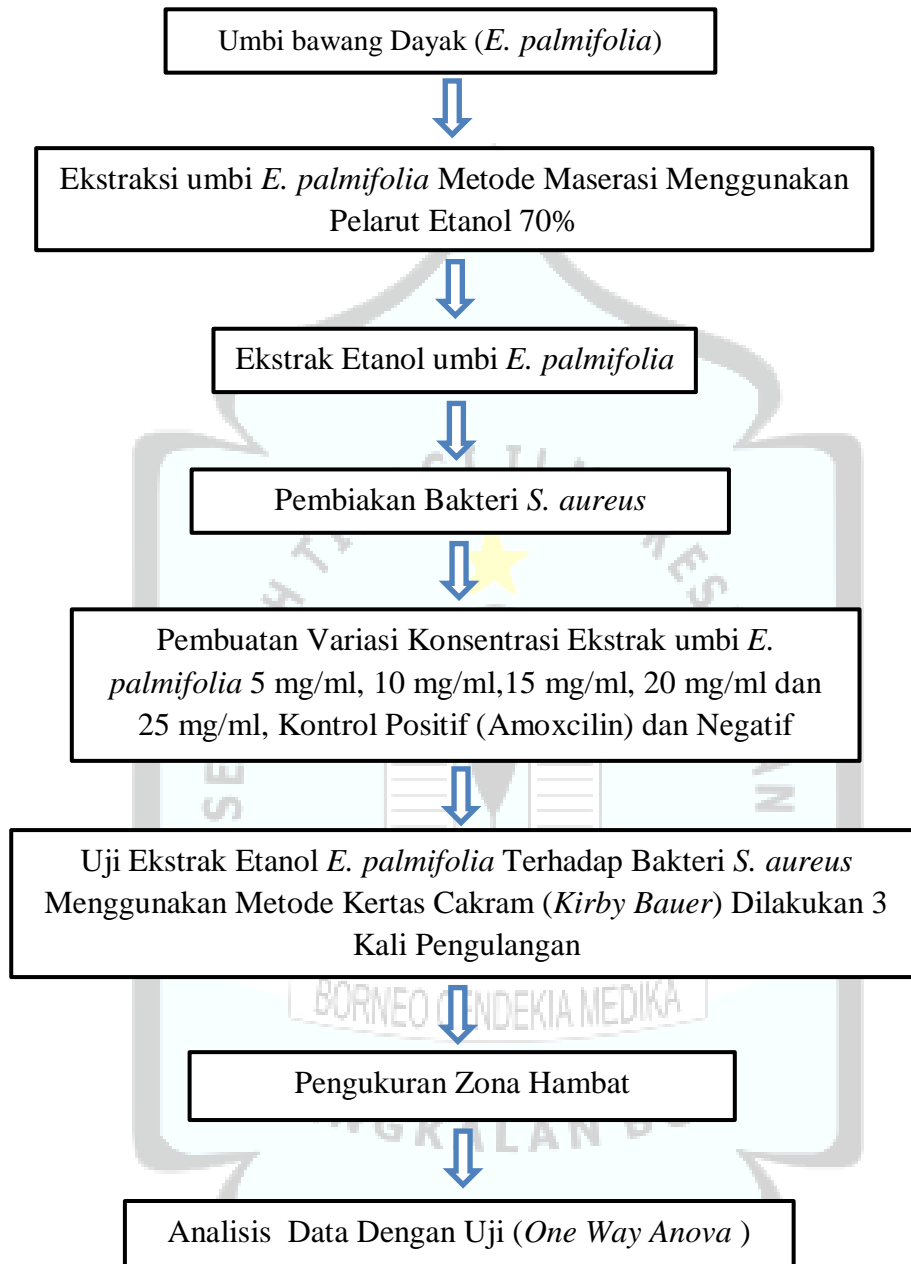 Umbi bawang Dayak (E. palmifolia)
Ekstraksi umbi E. palmifolia Metode Maserasi Menggunakan
Pelarut Etanol 70%
Ekstrak Etanol umbi E. palmifolia
Pembiakan Bakteri S. aureus
Pembuatan Variasi Konsentrasi Ekstrak umbi E.
palmifolia 5 mg/ml, 10 mg/ml,15 mg/ml, 20 mg/ml dan
25 mg/ml, Kontrol Positif (Amoxcilin) dan Negatif
Uji Ekstrak Etanol E. palmifolia Terhadap Bakteri S. aureus
Menggunakan Metode Kertas Cakram (Kirby Bauer) Dilakukan 3
Kali Pengulangan
BORNEO MEDIKA
Pengukuran Zona Hambat
Analisis Data Dengan Uji (One Way Anova )